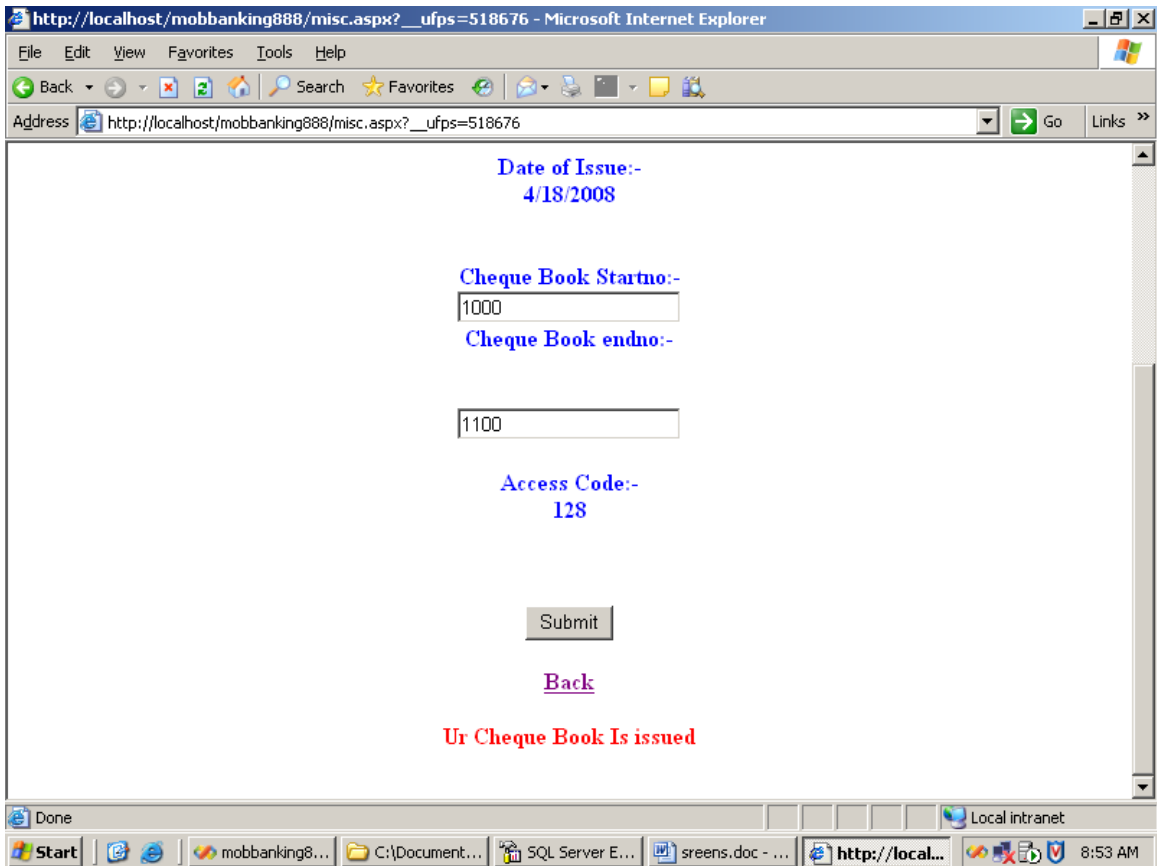 http://localhost/mobbanking888/misc.aspx?__ufps=518676 - Microsoft Internet Explorer
File Edit View Favorites Tools Help
Back Search Favorites
Address http://localhost/mobbanking888/misc.aspx?__ufps=518676 Go Links »
Date of Issue:-
4/18/2008
Cheque Book Startno:-
1000
Cheque Book endno:-
1100
Access Code:-
128
Submit
Back
Ur Cheque Book Is issued
Done Local intranet
Start mobbanking8... C:\Document... SQL Server E... sreens.doc - ... http://local... 8:53 AM